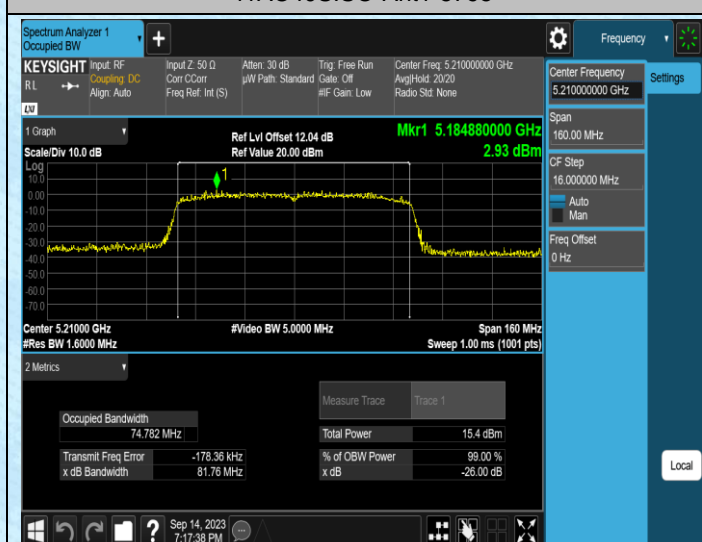 Spectrum Analyzer 1
Occupied BW
Frequency
KEYSIGHT
Input: RF
Coupling: DC
Align: Auto
Input Z: 50 Ω
Corr CCorr
Freq Ref: Int (S)
Atten: 30 dB
µW Path: Standard
Trig: Free Run
Gate: Off
#IF Gain: Low
Center Freq: 5.210000000 GHz
Avg|Hold: 20/20
Radio Std: None
RL
LXI
Center Frequency
5.210000000 GHz
Settings
Span
160.00 MHz
CF Step
16.000000 MHz
Auto
Man
Freq Offset
0 Hz
Local
1 Graph
Scale/Div 10.0 dB
Ref Lvl Offset 12.04 dB
Ref Value 20.00 dBm
Mkr1 5.184880000 GHz
2.93 dBm
Log
10.0
0.00
-10.0
-20.0
-30.0
-40.0
-50.0
-60.0
-70.0
1
Center 5.21000 GHz
#Res BW 1.6000 MHz
#Video BW 5.0000 MHz
Span 160 MHz
Sweep 1.00 ms (1001 pts)
2 Metrics
Measure Trace
Trace 1
Occupied Bandwidth
74.782 MHz
Total Power
15.4 dBm
Transmit Freq Error
-178.36 kHz
% of OBW Power
99.00 %
x dB Bandwidth
81.76 MHz
x dB
-26.00 dB
Sep 14, 2023
7:17:38 PM